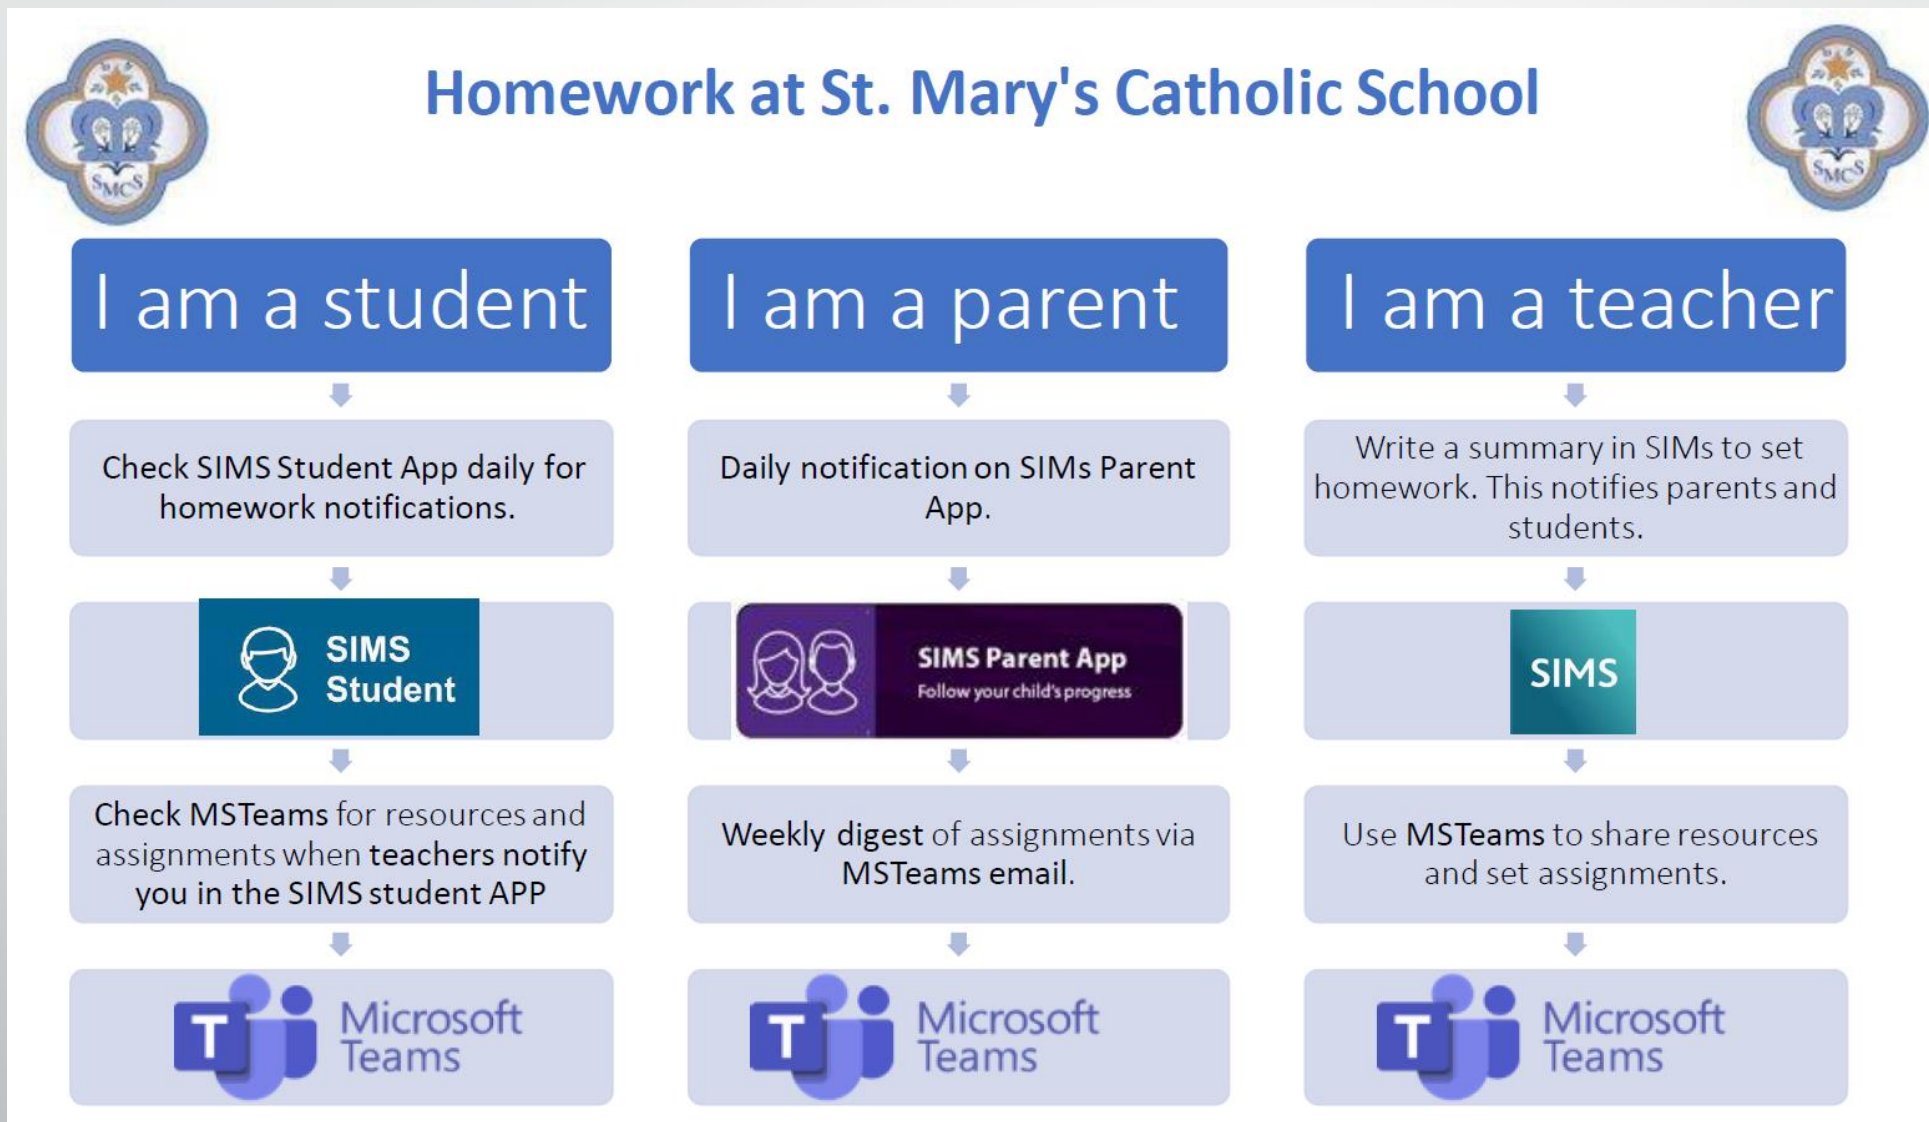 Homework at St. Mary's Catholic School
SMCS
SMCS
I am a student
Check SIMS Student App daily for
homework notifications.
SIMS
Student
Check MSTeams for resources and
assignments when teachers notify
you in the SIMS student APP
Microsoft
Teams
I am a parent
Daily notification on SIMs Parent
App.
SIMS Parent App
Follow your child's progress
Weekly digest of assignments via
MSTeams email.
Microsoft
Teams
I am a teacher
Write a summary in SIMs to set
homework. This notifies parents and
students.
SIMS
Use MSTeams to share resources
and set assignments.
Microsoft
Teams